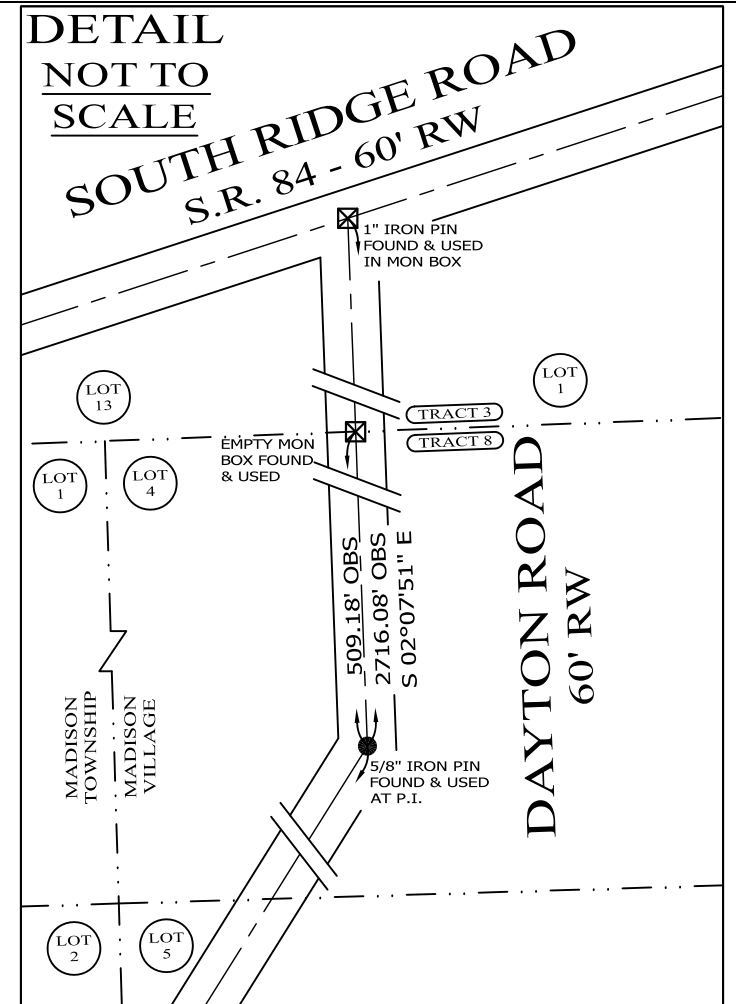 DETAIL
NOT TO
SCALE
SOUTH RIDGE ROAD
S.R. 84 - 60' RW
1" IRON PIN
FOUND & USED
IN MON BOX
LOT
13
LOT
1
TRACT 3
TRACT 8
EMPTY MON
BOX FOUND
& USED
LOT
1
LOT
4
509.18' OBS
2716.08' OBS
S 02°07'51" E
DAYTON ROAD
60' RW
MADISON
TOWNSHIP
MADISON
VILLAGE
5/8" IRON PIN
FOUND & USED
AT P.I.
LOT
2
LOT
5